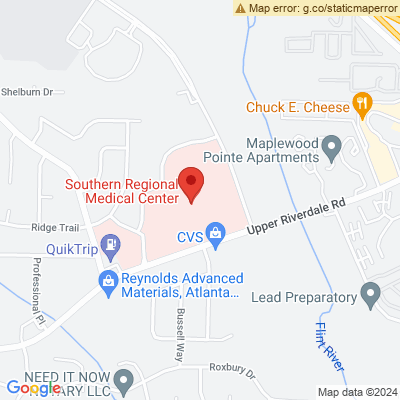 Map error: g.co/staticmaperror
Shelburn Dr
Chuck E. Cheese
Maplewood
Pointe Apartments
Southern Regional
Medical Center
Upper Riverdale Rd
Ridge Trail
CVS
QuikTrip
Professional Pl
Reynolds Advanced
Materials, Atlanta...
Lead Preparatory
Bussell Way
Flint River
Roxbury Dr
NEED IT NOW
NOTARY LLC
Google
Map data ©2024